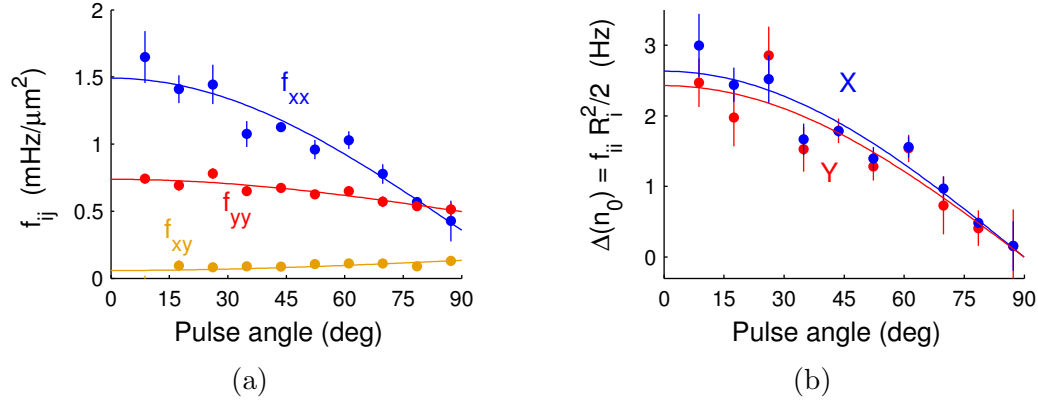 2
1.5
1
0.5
0
f_ij (mHz/μm²)
f_xx
f_yy
f_xy
0 15 30 45 60 75 90
Pulse angle (deg)
(a)
3
2
1
0
Δ(n₀) = f_ii R_i²/2 (Hz)
X
Y
0 15 30 45 60 75 90
Pulse angle (deg)
(b)